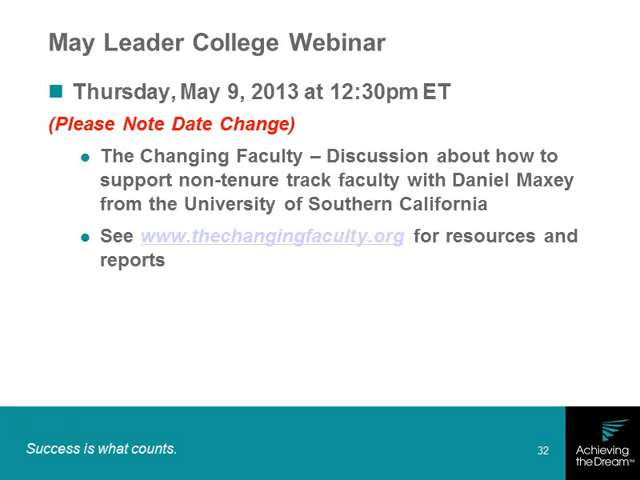 May Leader College Webinar
Thursday, May 9, 2013 at 12:30pm ET
(Please Note Date Change)
The Changing Faculty – Discussion about how to
support non-tenure track faculty with Daniel Maxey
from the University of Southern California
See www.thechangingfaculty.org for resources and
reports
Success is what counts.
32
Achieving
the Dream™